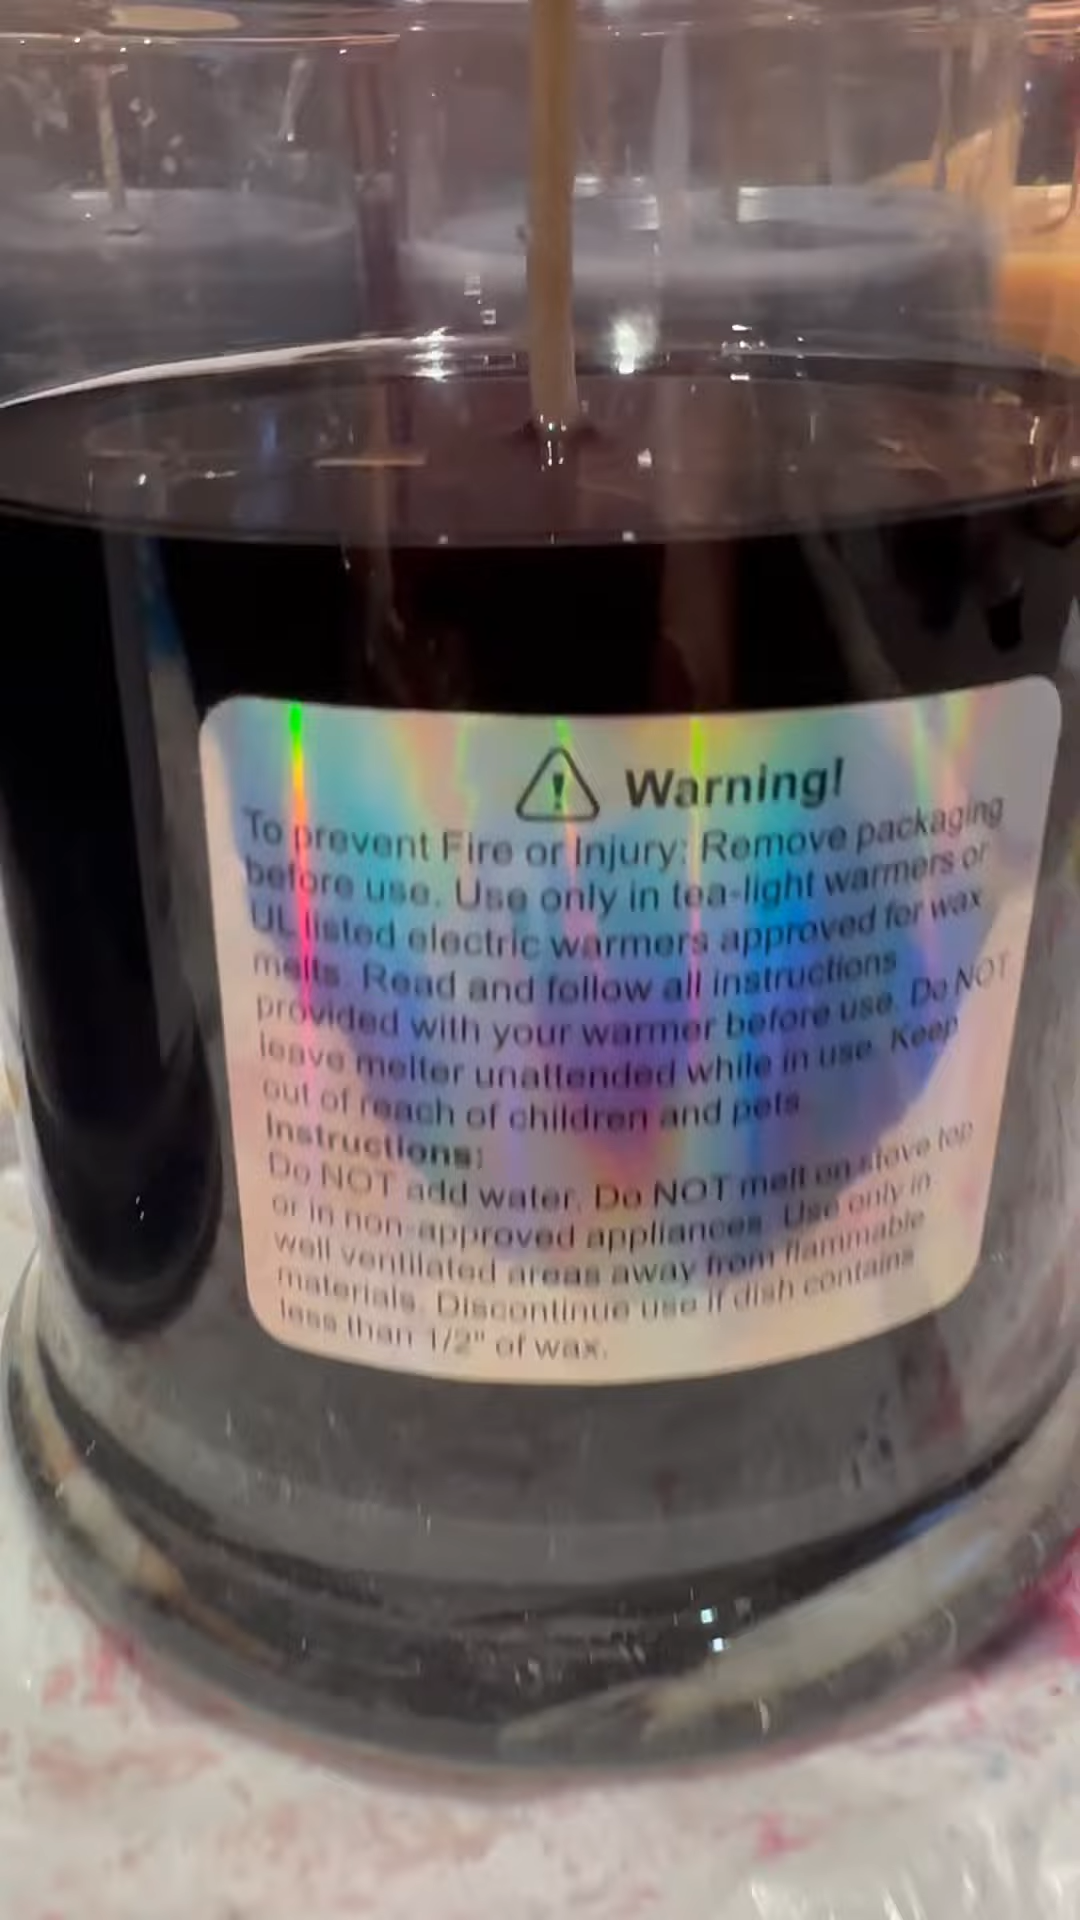 Warning!
To prevent Fire or Injury: Remove packaging
before use. Use only in tea-light warmers or
UL listed electric warmers approved for wax
melts. Read and follow all instructions
provided with your warmer before use. Do NOT
leave melter unattended while in use. Keep
out of reach of children and pets
Instructions:
Do NOT add water. Do NOT melt on stove top
or in non-approved appliances. Use only in
well ventilated areas away from flammable
materials. Discontinue use if dish contains
less than 1/2" of wax.